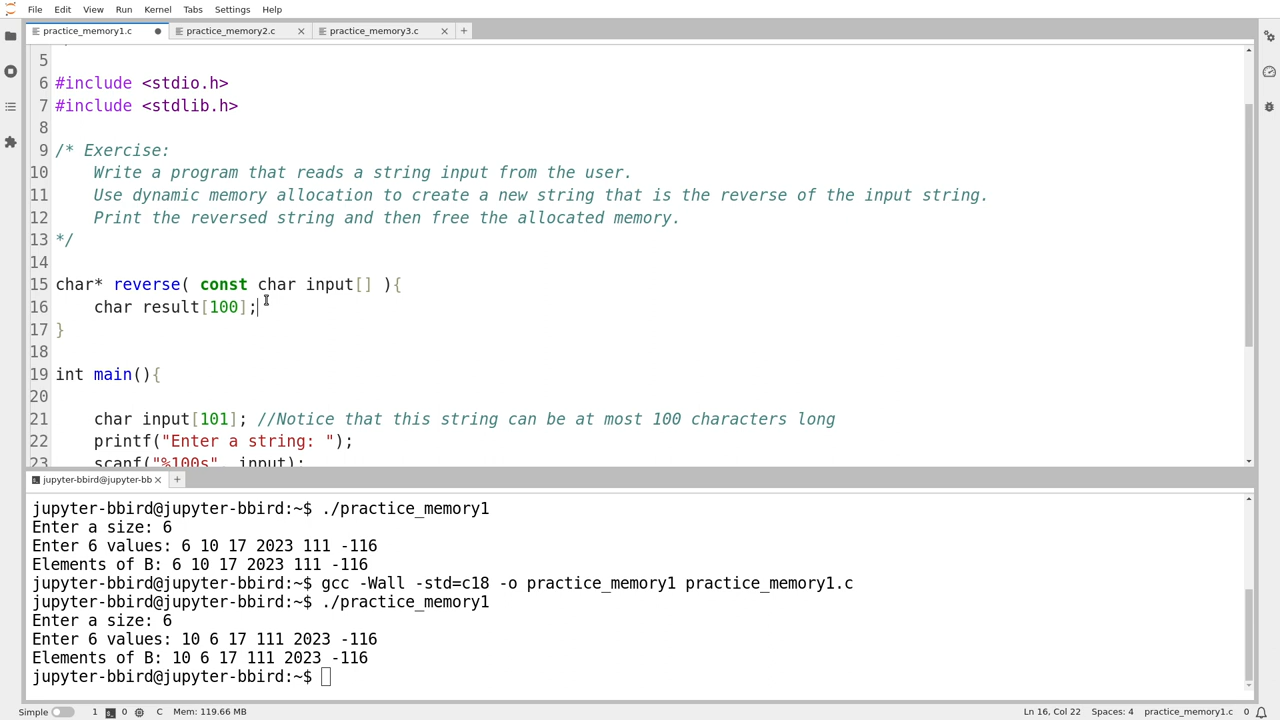 File Edit View Run Kernel Tabs Settings Help
practice_memory1.c practice_memory2.c practice_memory3.c
5
6 #include <stdio.h>
7 #include <stdlib.h>
8
9 /* Exercise:
10 Write a program that reads a string input from the user.
11 Use dynamic memory allocation to create a new string that is the reverse of the input string.
12 Print the reversed string and then free the allocated memory.
13 */
14
15 char* reverse( const char input[] ){
16 char result[100];
17 }
18
19 int main(){
20
21 char input[101]; //Notice that this string can be at most 100 characters long
22 printf("Enter a string: ");
23 scanf("%100s", input);
jupyter-bbird@jupyter-bb
jupyter-bbird@jupyter-bbird:~$ ./practice_memory1
Enter a size: 6
Enter 6 values: 6 10 17 2023 111 -116
Elements of B: 6 10 17 2023 111 -116
jupyter-bbird@jupyter-bbird:~$ gcc -Wall -std=c18 -o practice_memory1 practice_memory1.c
jupyter-bbird@jupyter-bbird:~$ ./practice_memory1
Enter a size: 6
Enter 6 values: 10 6 17 111 2023 -116
Elements of B: 10 6 17 111 2023 -116
jupyter-bbird@jupyter-bbird:~$
Simple 1 0 C Mem: 119.66 MB Ln 16, Col 22 Spaces: 4 practice_memory1.c 0